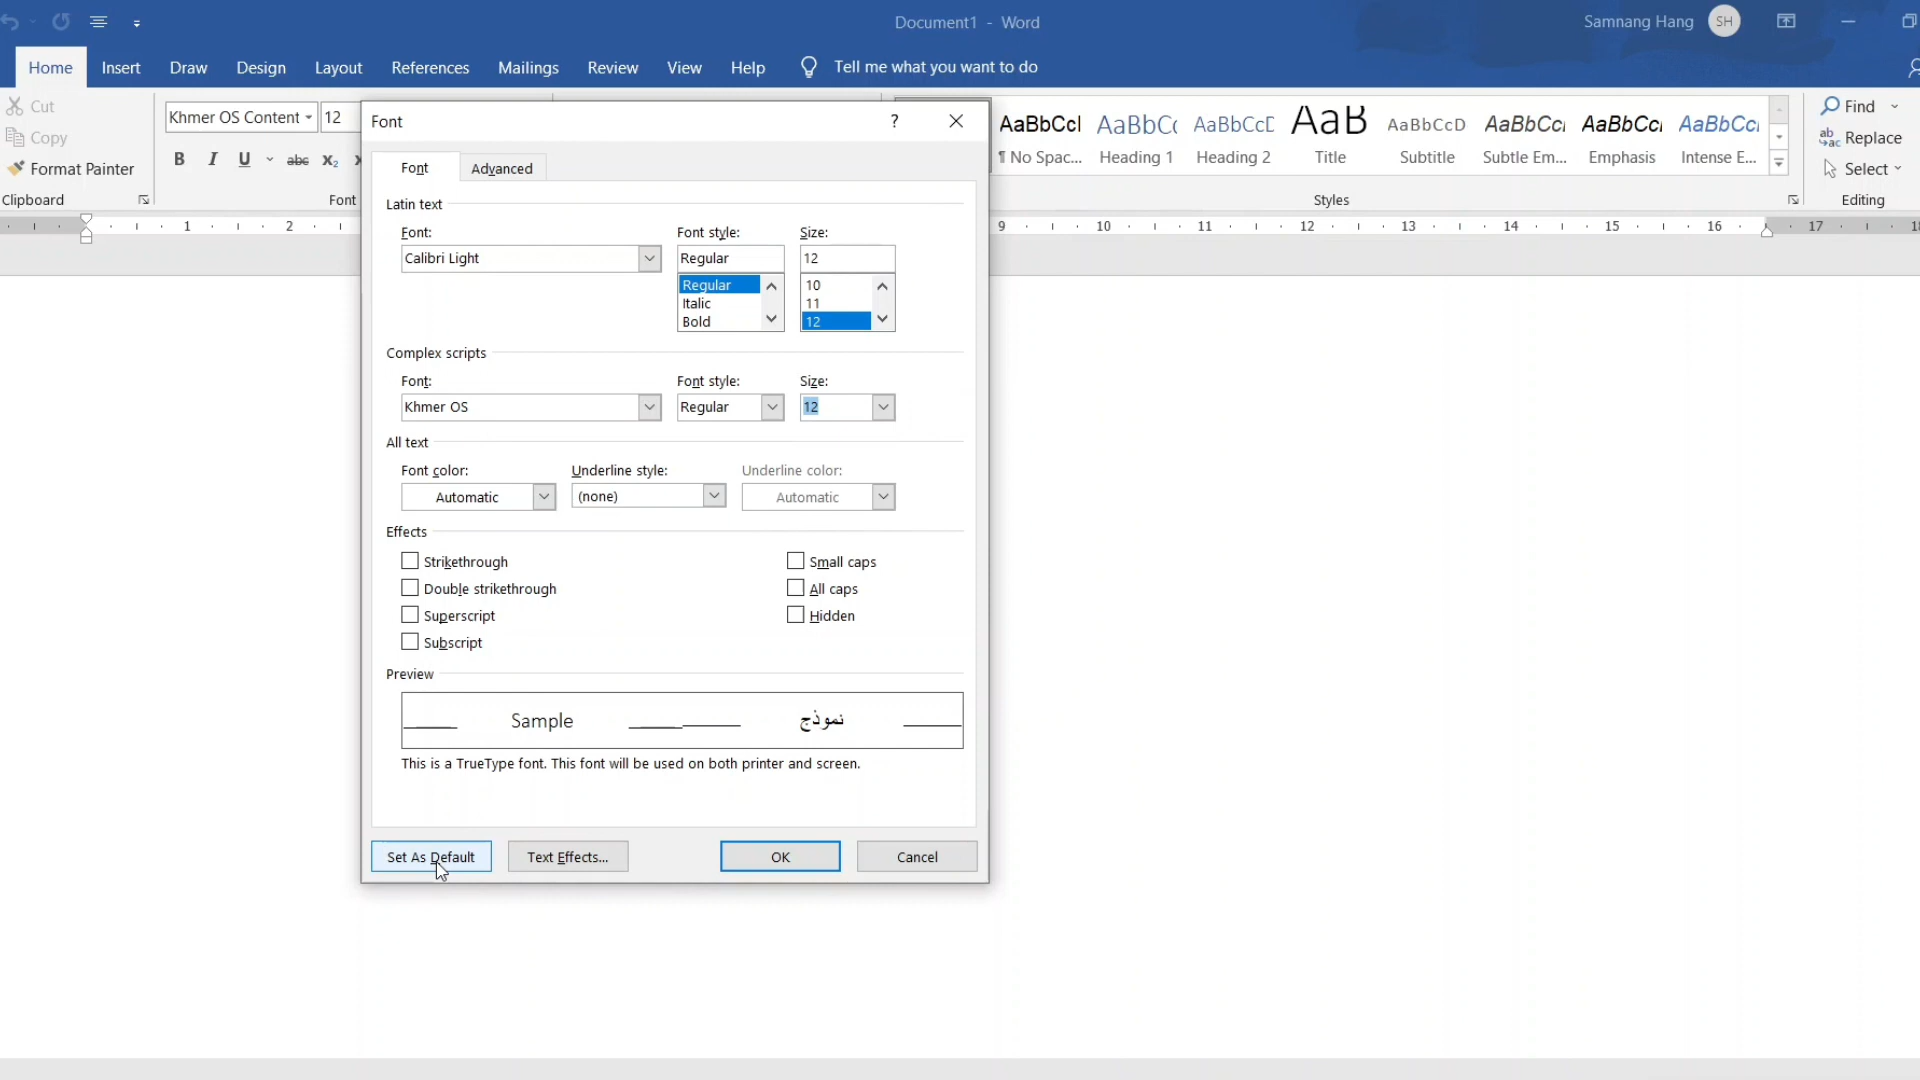 Document1 - Word
Samnang Hang SH
Home Insert Draw Design Layout References Mailings Review View Help Tell me what you want to do
Cut
Copy
Format Painter
Clipboard
Khmer OS Content 12
B I U abc X₂
Font
AaBbCcI AaBbCc AaBbCcD AaB AaBbCcD AaBbCc AaBbCc AaBbCc
¶ No Spac... Heading 1 Heading 2 Title Subtitle Subtle Em... Emphasis Intense E...
Styles
Find
Replace
Select
Editing
1 2 9 10 11 12 13 14 15 16 17
Font ?
Font Advanced
Latin text
Font: Font style: Size:
Calibri Light Regular 12
Regular 10
Italic 11
Bold 12
Complex scripts
Font: Font style: Size:
Khmer OS Regular 12
All text
Font color: Underline style: Underline color:
Automatic (none) Automatic
Effects
Strikethrough Small caps
Double strikethrough All caps
Superscript Hidden
Subscript
Preview
Sample نموذج
This is a TrueType font. This font will be used on both printer and screen.
Set As Default Text Effects... OK Cancel